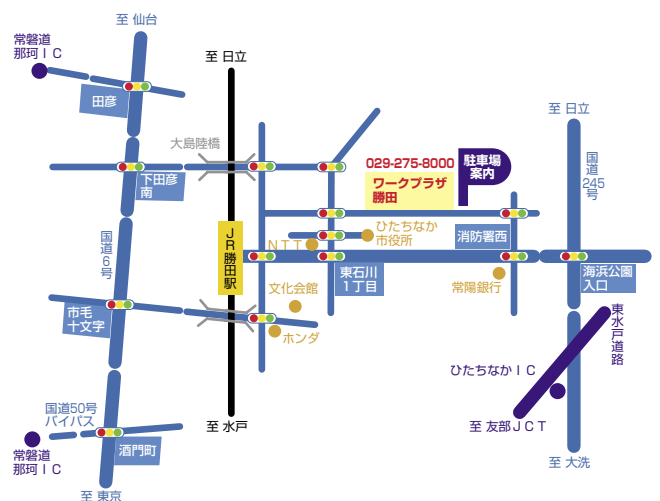 至 仙台
常磐道
那珂ＩＣ
田彦
至 日立
大島陸橋
下田彦
南
国道6号
029-275-8000
ワークプラザ
勝田
駐車場
案内
至 日立
国道245号
ＪＲ勝田駅
ＮＴＴ
ひたちなか
市役所
消防署西
東石川
１丁目
海浜公園
入口
文化会館
常陽銀行
市毛
十文字
ホンダ
東水戸道路
ひたちなかＩＣ
国道50号
バイパス
酒門町
至 水戸
至 友部ＪＣＴ
常磐道
那珂ＩＣ
至 大洗
至 東京